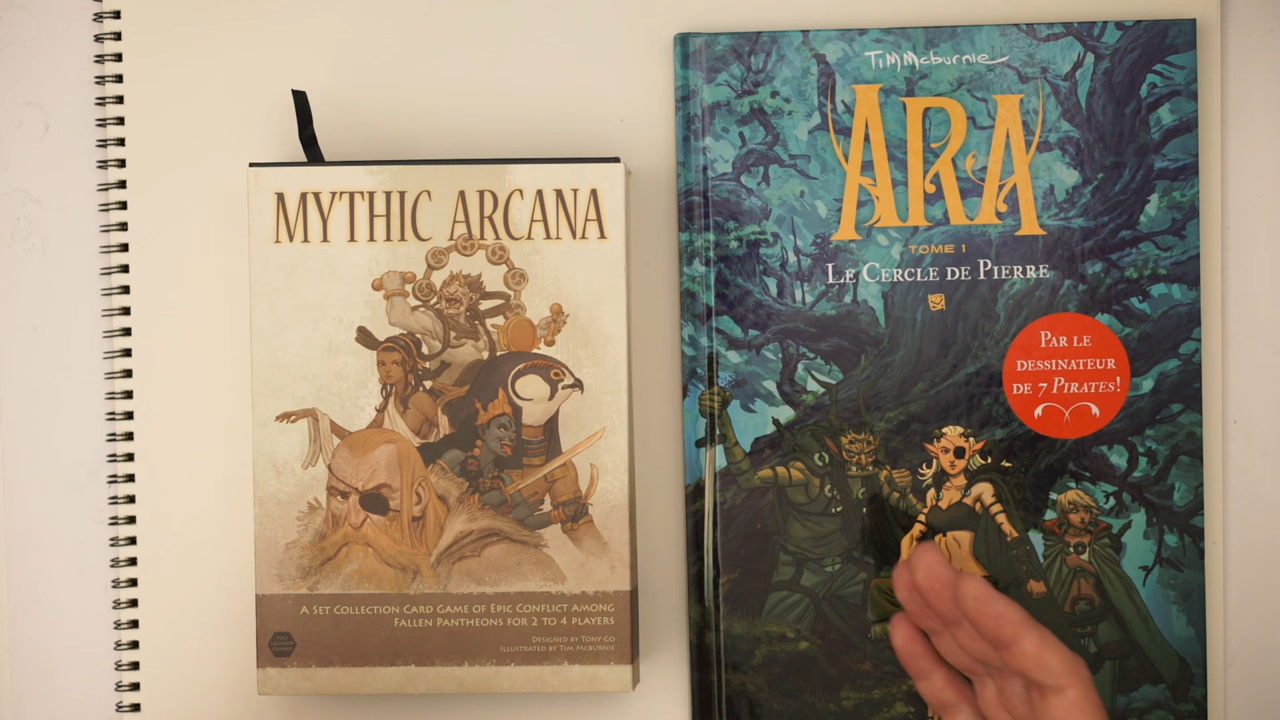 MYTHIC ARCANA
A SET COLLECTION CARD GAME OF EPIC CONFLICT AMONG
FALLEN PANTHEONS FOR 2 TO 4 PLAYERS
DESIGNED BY TONY GO
ILLUSTRATED BY TIM MCBURNIE
TIM Mcburnie
ARA
TOME 1
LE CERCLE DE PIERRE
PAR LE
DESSINATEUR
DE 7 PIRATES!